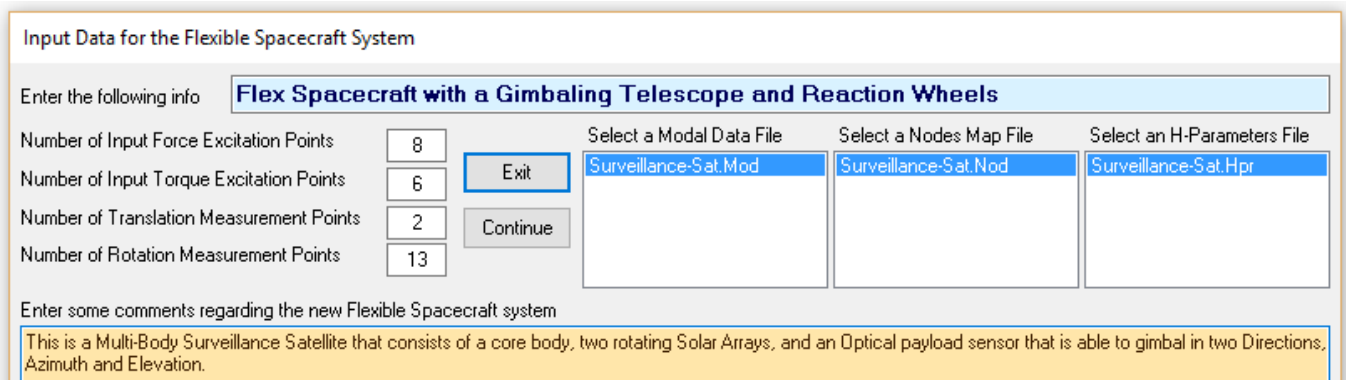 Input Data for the Flexible Spacecraft System
Enter the following info
Flex Spacecraft with a Gimbaling Telescope and Reaction Wheels
Number of Input Force Excitation Points
8
Number of Input Torque Excitation Points
6
Number of Translation Measurement Points
2
Number of Rotation Measurement Points
13
Exit
Continue
Select a Modal Data File
Surveillance-Sat.Mod
Select a Nodes Map File
Surveillance-Sat.Nod
Select an H-Parameters File
Surveillance-Sat.Hpr
Enter some comments regarding the new Flexible Spacecraft system
This is a Multi-Body Surveillance Satellite that consists of a core body, two rotating Solar Arrays, and an Optical payload sensor that is able to gimbal in two Directions,
Azimuth and Elevation.